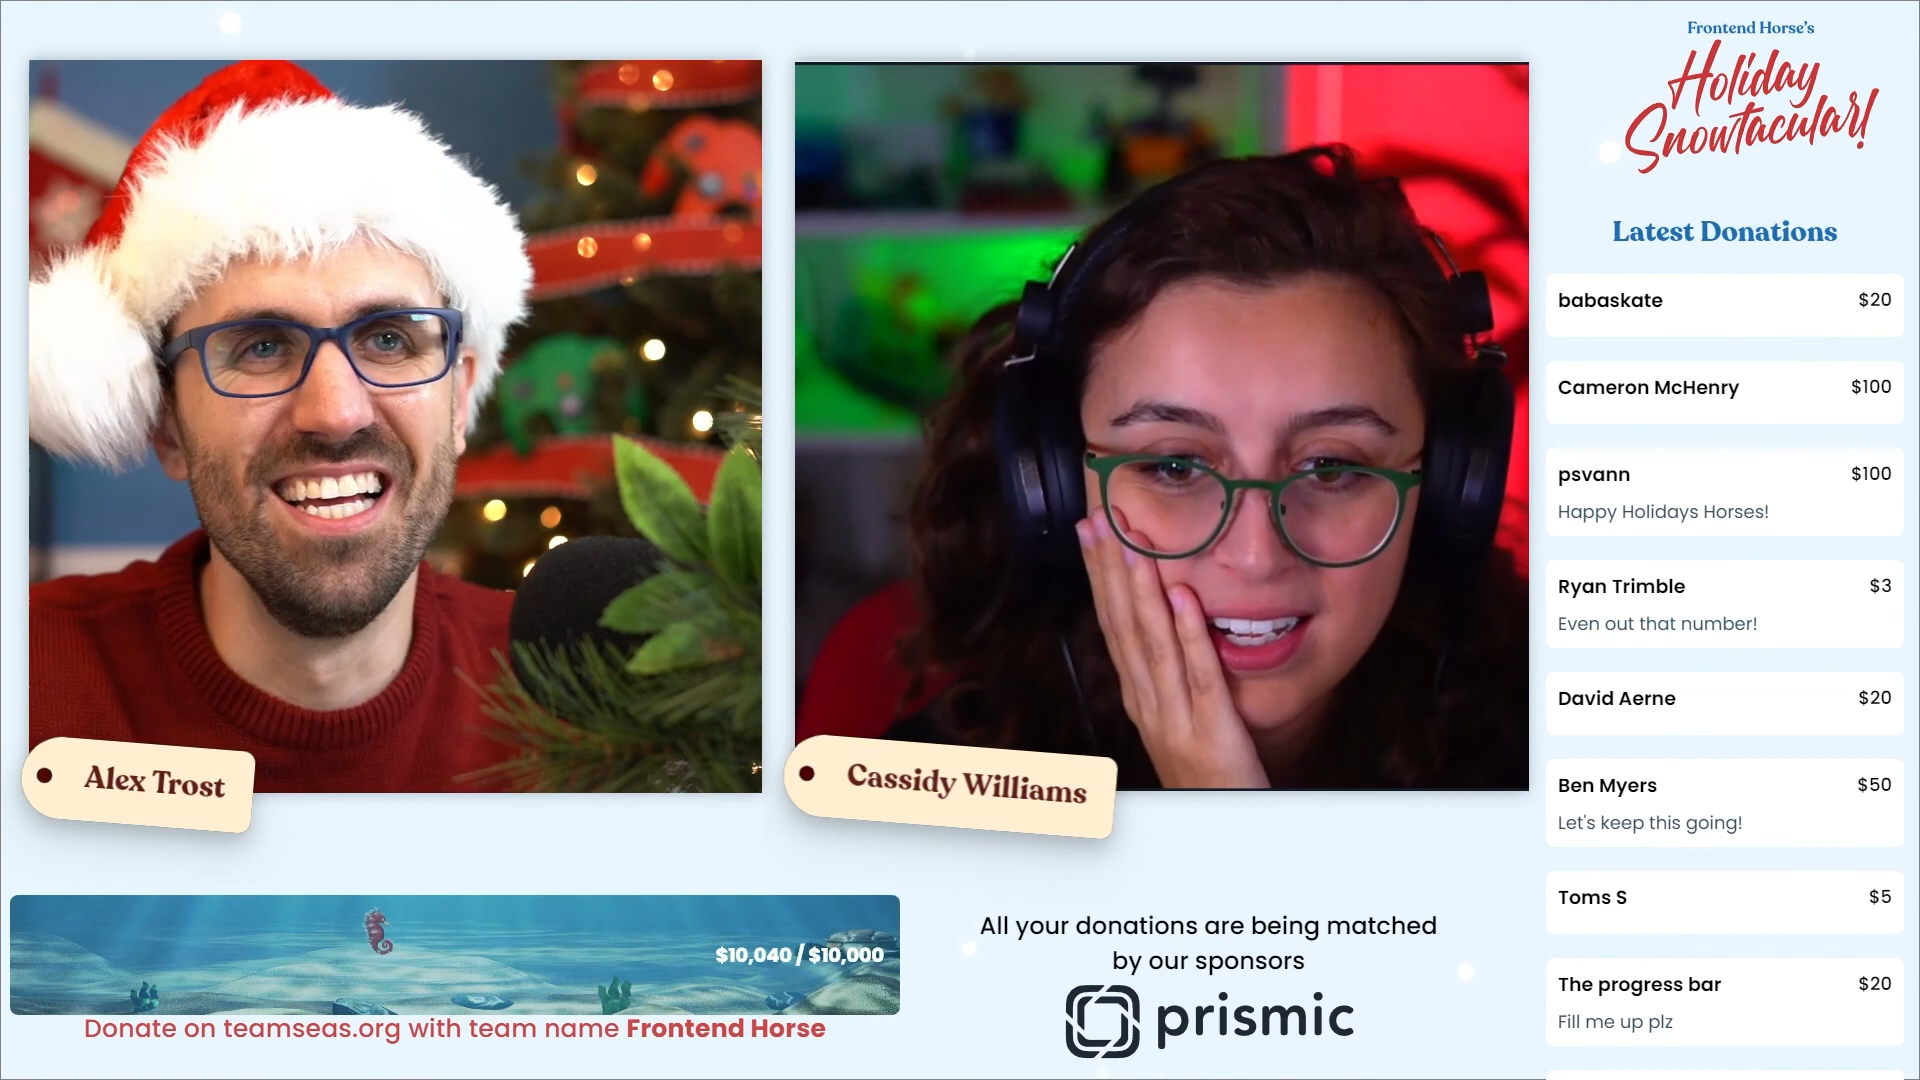 Frontend Horse's
Holiday
Snowtacular!
Latest Donations
babaskate $20
Cameron McHenry $100
psvann $100
Happy Holidays Horses!
Ryan Trimble $3
Even out that number!
David Aerne $20
Ben Myers $50
Let's keep this going!
Toms S $5
The progress bar $20
Fill me up plz
Alex Trost
Cassidy Williams
$10,040 / $10,000
Donate on teamseas.org with team name Frontend Horse
All your donations are being matched
by our sponsors
prismic